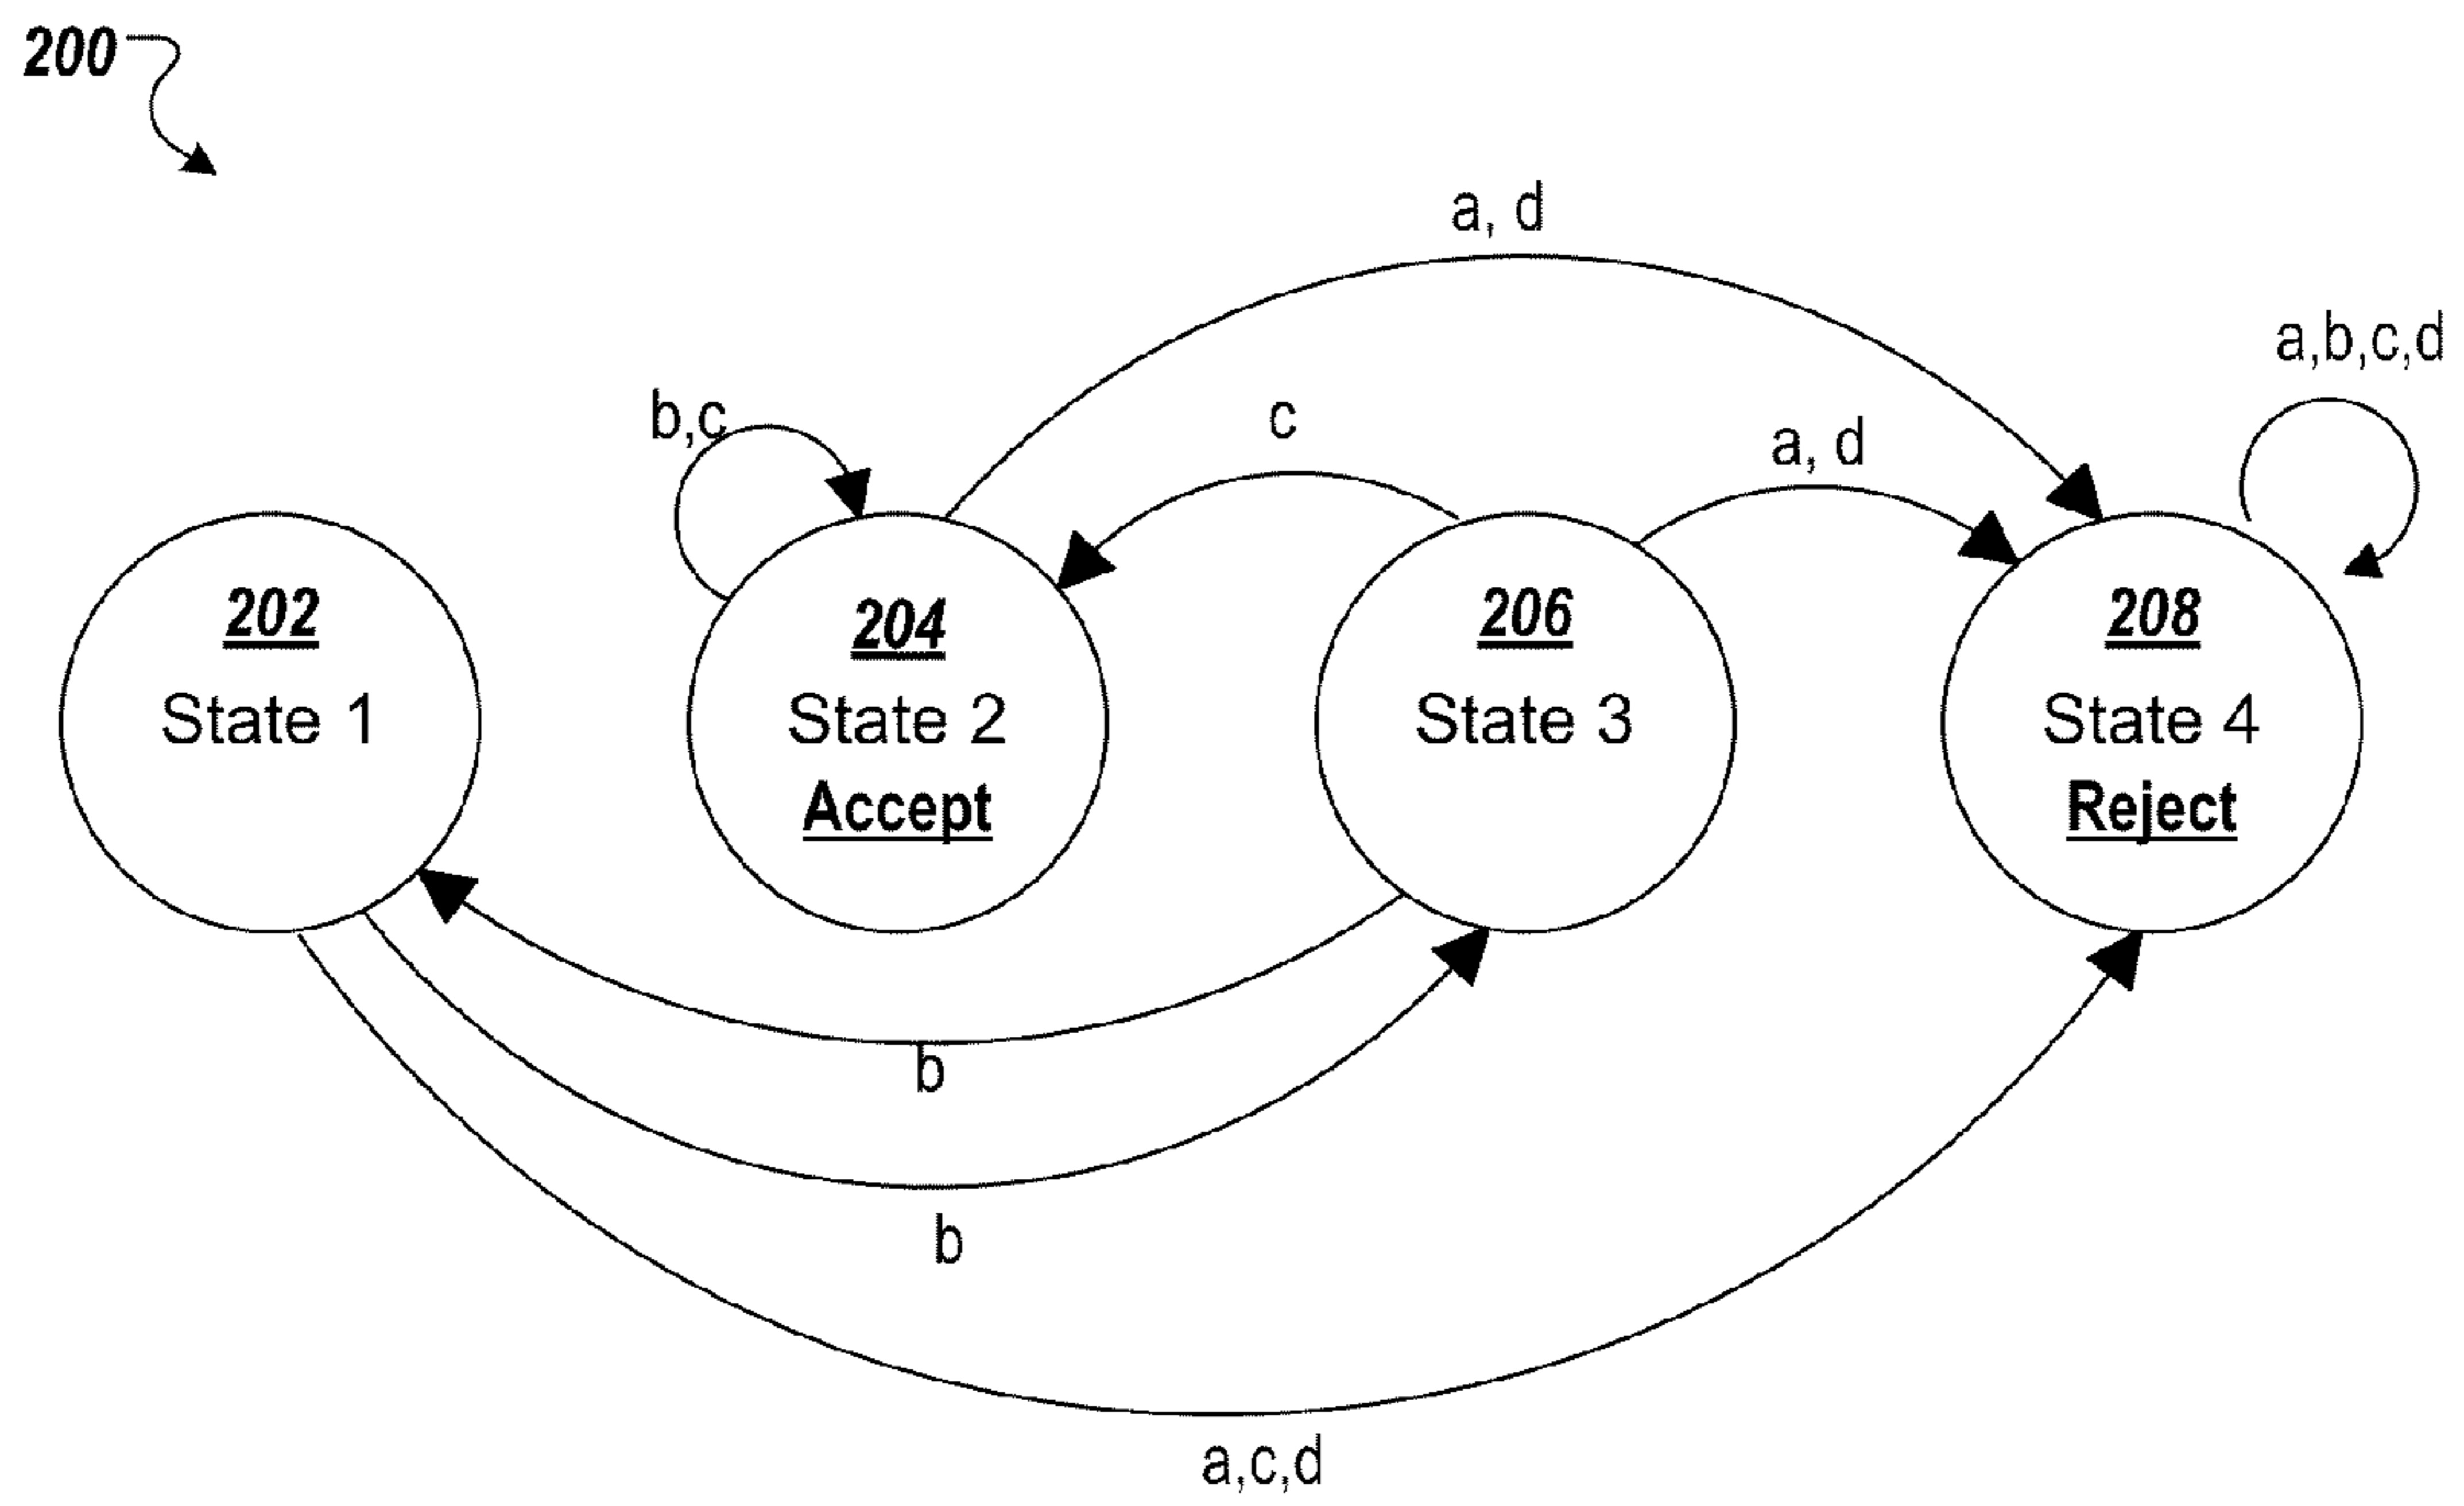 200
a, d
a,b,c,d
b,c
c
a, d
202
State 1
204
State 2
Accept
206
State 3
208
State 4
Reject
b
b
a,c,d